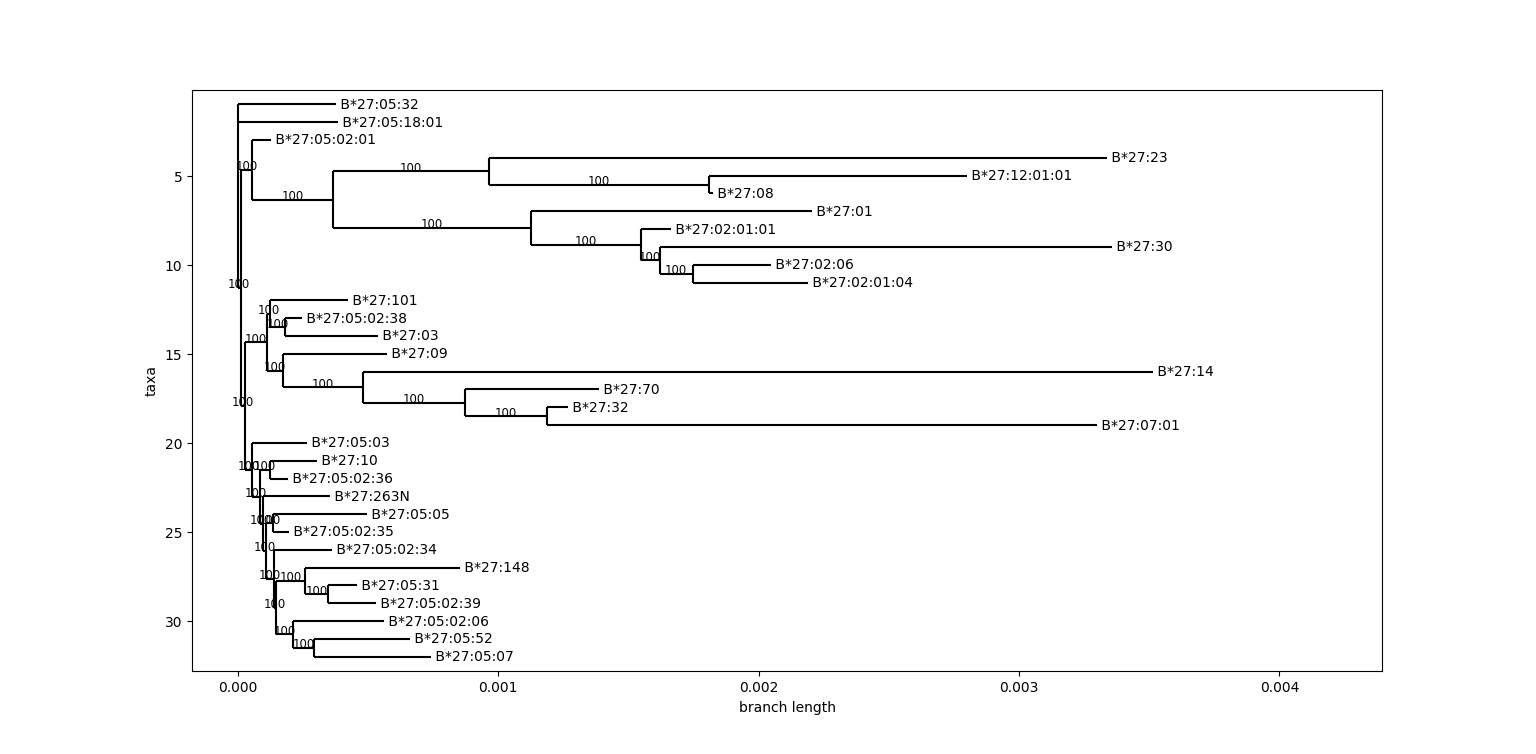 B*27:05:32
B*27:05:18:01
B*27:05:02:01
100
B*27:23
100
5
B*27:12:01:01
100
B*27:08
100
B*27:01
100
B*27:02:01:01
100
B*27:30
100
10
B*27:02:06
100
B*27:02:01:04
100
B*27:101
100
B*27:05:02:38
100
B*27:03
100
15
B*27:09
100
B*27:14
100
B*27:70
100
taxa
100
B*27:32
100
B*27:07:01
20
B*27:05:03
B*27:10
100
100
B*27:05:02:36
100
B*27:263N
B*27:05:05
100
100
25
B*27:05:02:35
100
B*27:05:02:34
B*27:148
100
100
B*27:05:31
100
B*27:05:02:39
100
30
B*27:05:02:06
100
B*27:05:52
100
B*27:05:07
0.000
0.001
0.002
0.003
0.004
branch length